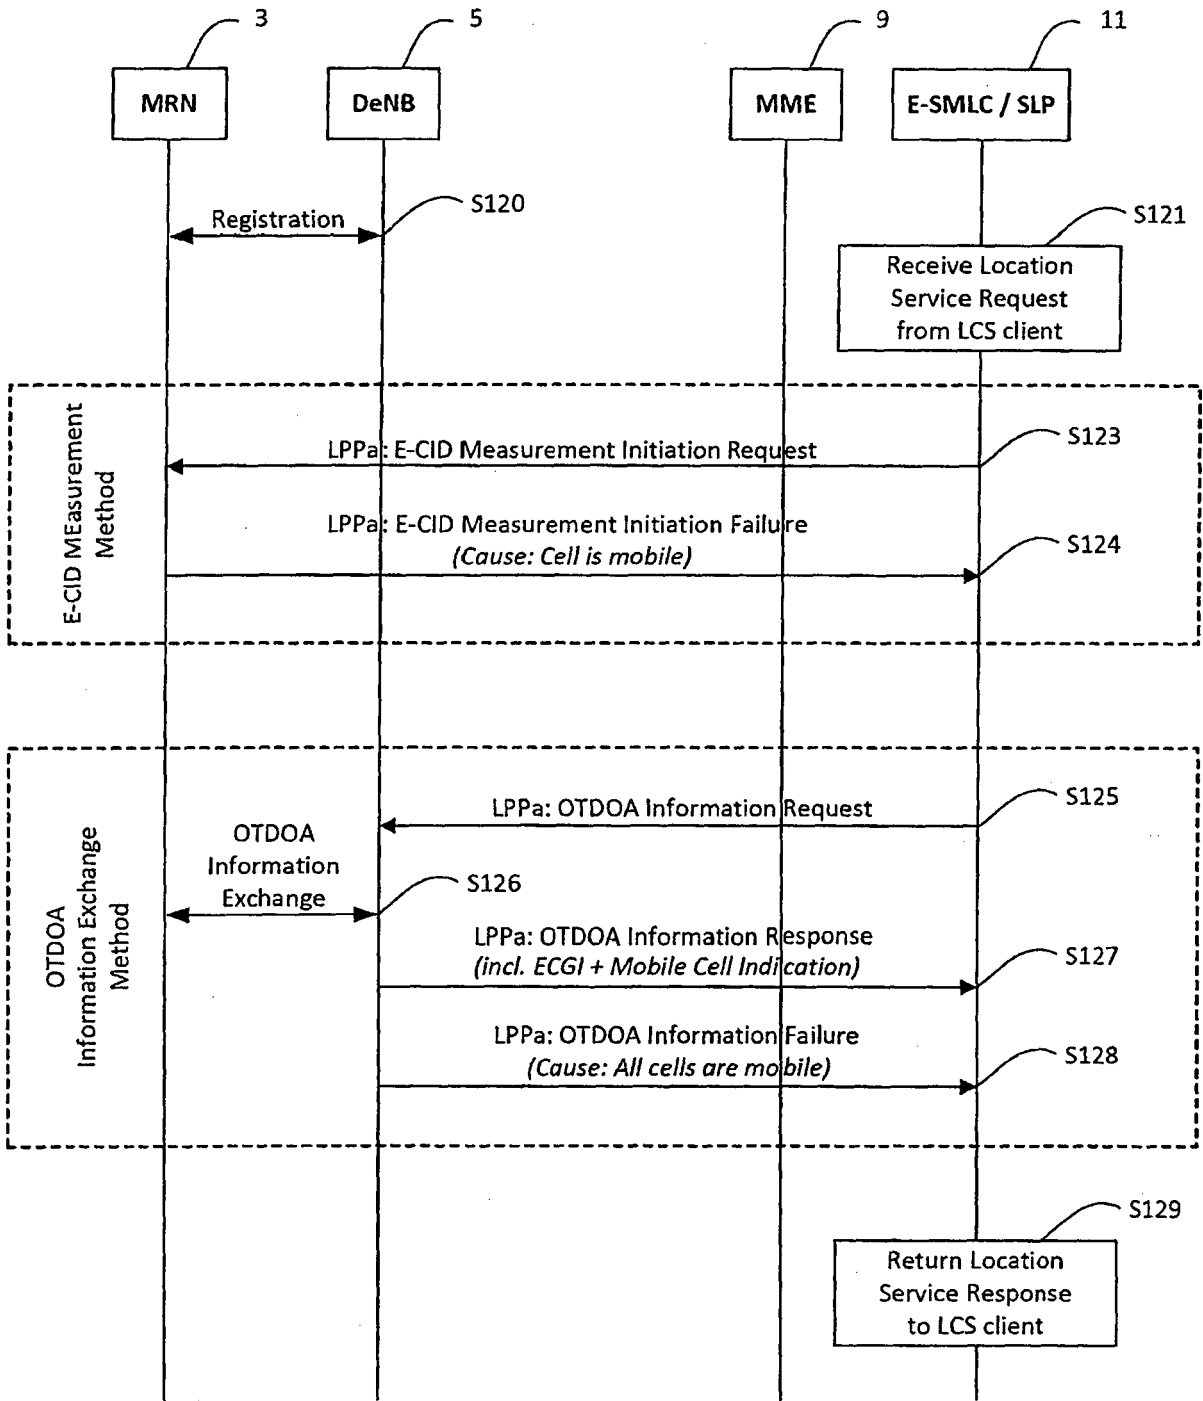 3
5
9
11
MRN
DeNB
MME
E-SMLC / SLP
Registration
S120
S121
Receive Location
Service Request
from LCS client
E-CID MEasurement
Method
LPPa: E-CID Measurement Initiation Request
S123
LPPa: E-CID Measurement Initiation Failure
(Cause: Cell is mobile)
S124
OTDOA
Information Exchange
Method
LPPa: OTDOA Information Request
S125
OTDOA
Information
Exchange
S126
LPPa: OTDOA Information Response
(incl. ECGI + Mobile Cell Indication)
S127
LPPa: OTDOA Information Failure
(Cause: All cells are mobile)
S128
S129
Return Location
Service Response
to LCS client